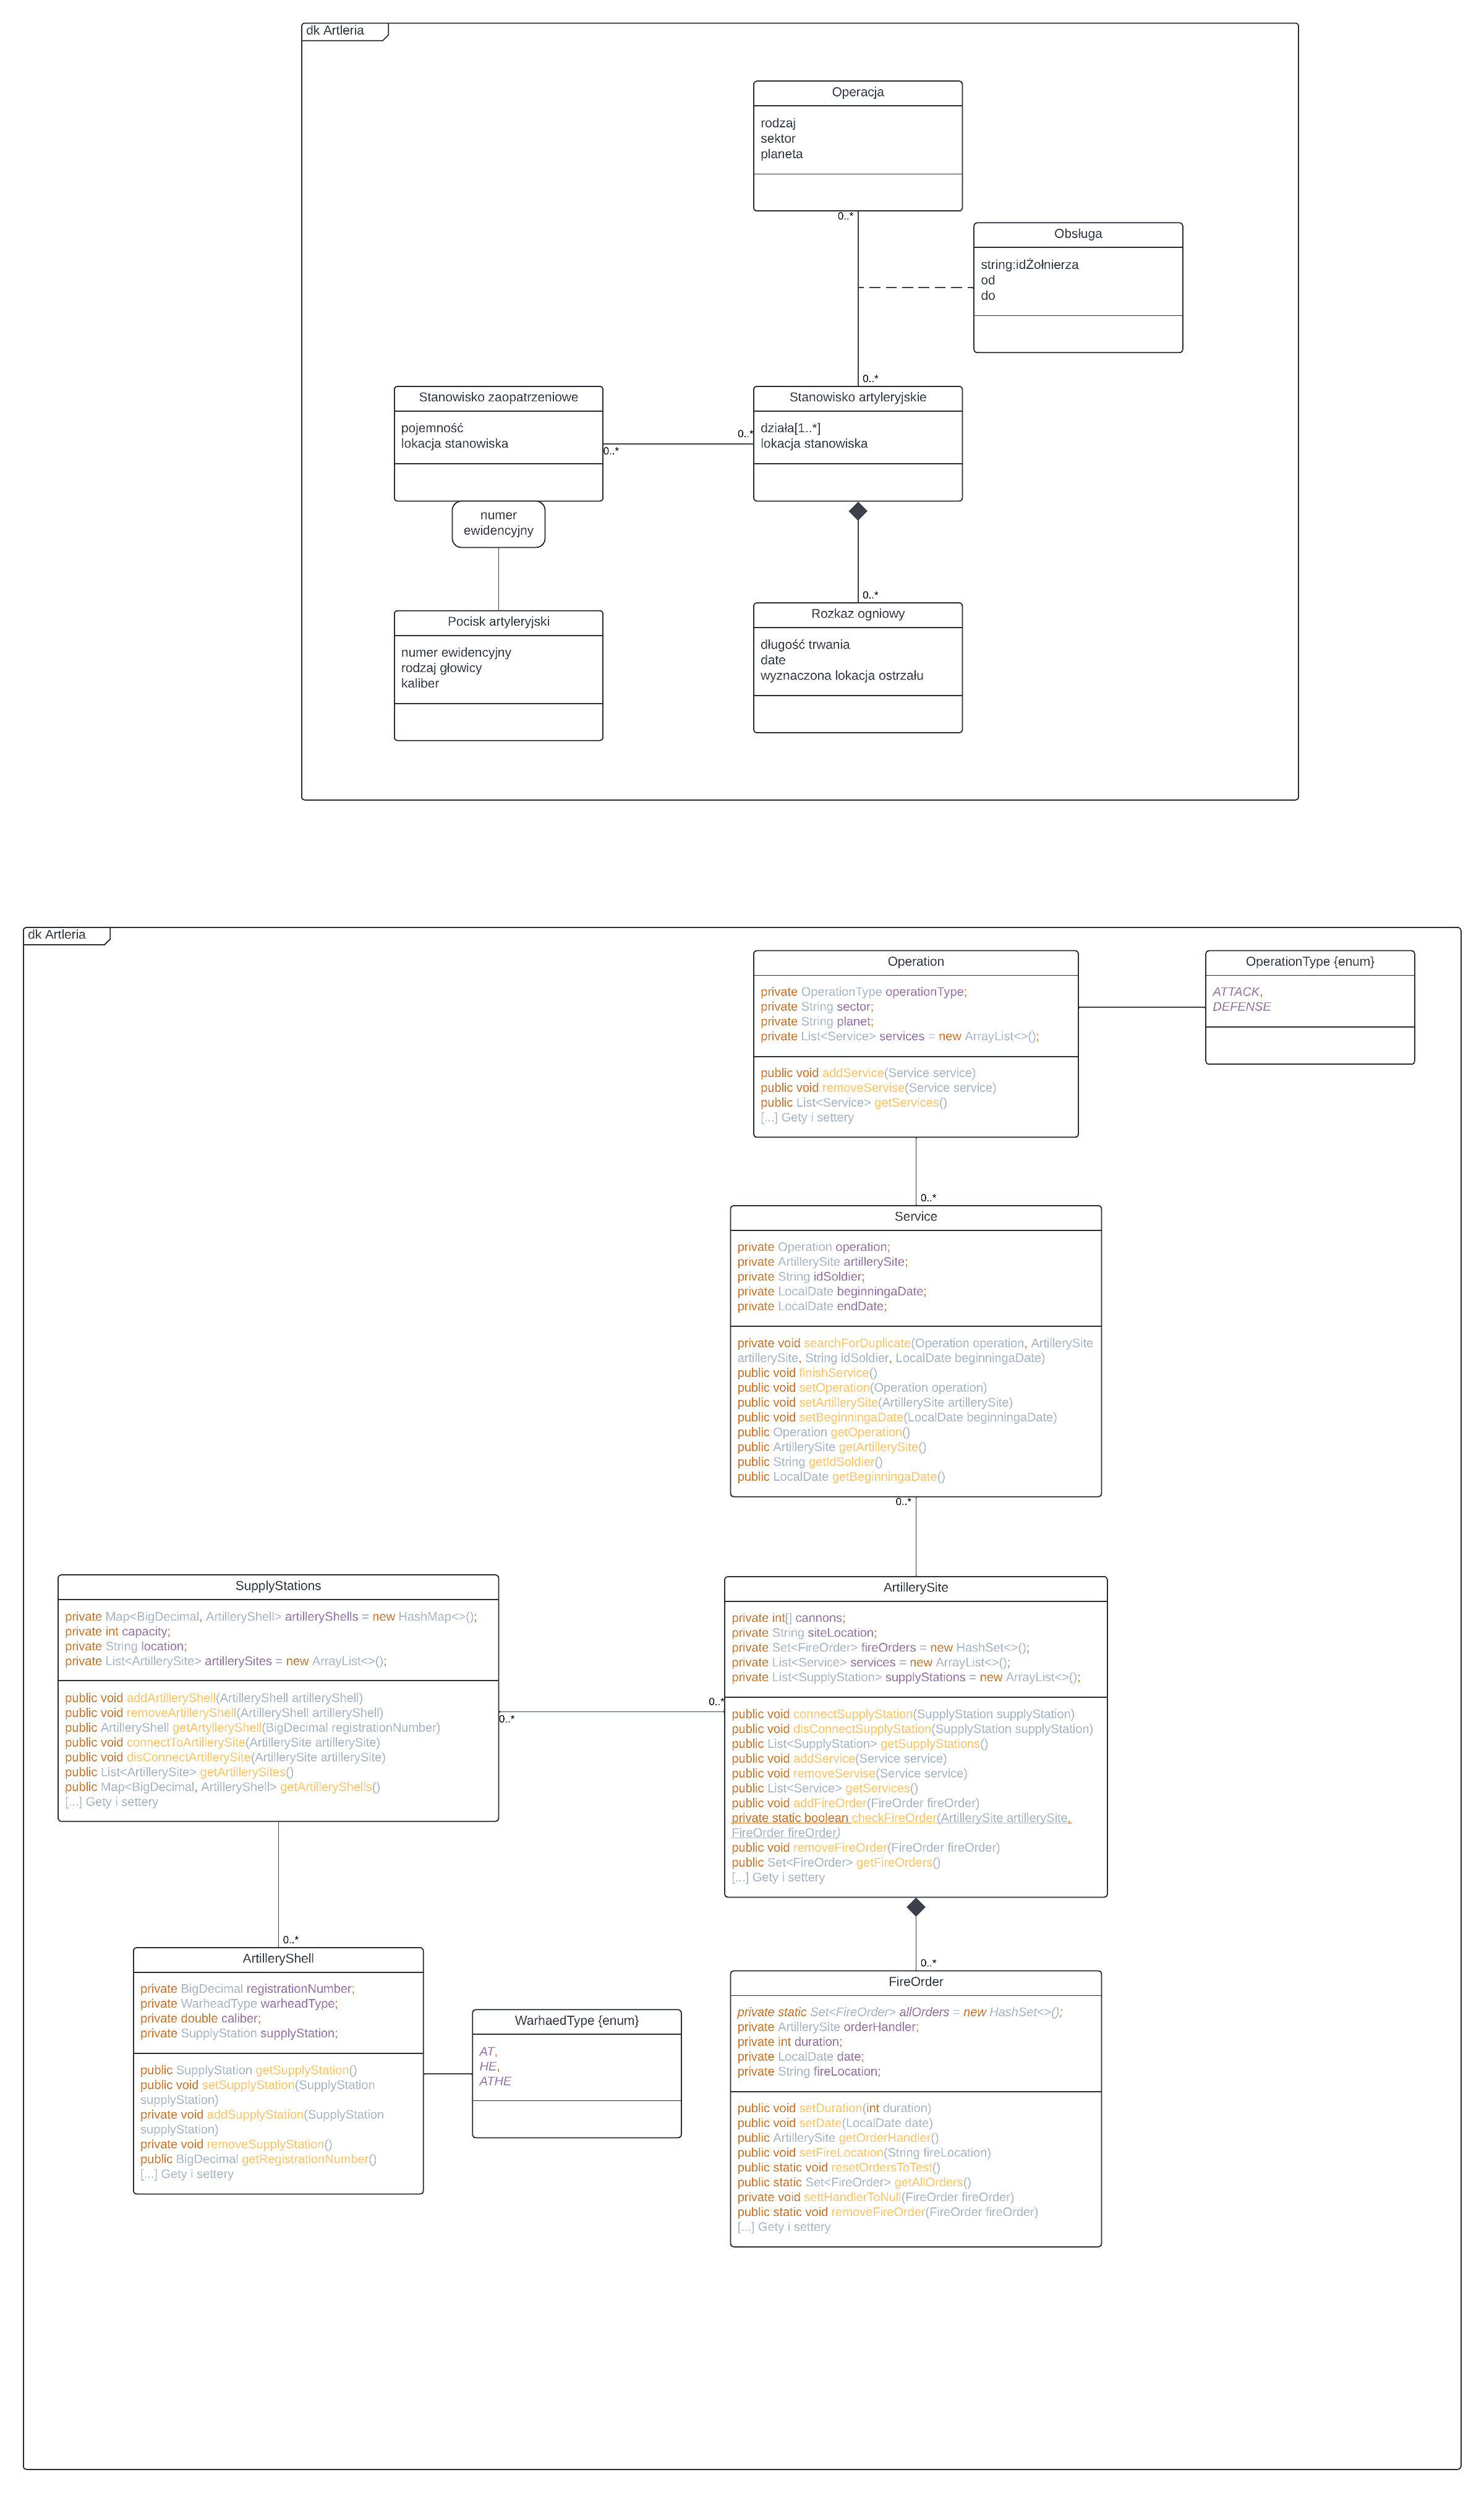 dk Artleria
Operacja
rodzaj
sektor
planeta
0..*
Obsługa
string:idŻołnierza
od
do
0..*
Stanowisko zaopatrzeniowe
pojemność
lokacja stanowiska
0..*
0..*
Stanowisko artyleryjskie
działa[1..*]
lokacja stanowiska
numer
ewidencyjny
0..*
Pocisk artyleryjski
numer ewidencyjny
rodzaj głowicy
kaliber
Rozkaz ogniowy
długość trwania
date
wyznaczona lokacja ostrzału
dk Artleria
Operation
private OperationType operationType;
private String sector;
private String planet;
private List<Service> services = new ArrayList<>();
public void addService(Service service)
public void removeServise(Service service)
public List<Service> getServices()
[...] Gety i settery
OperationType {enum}
ATTACK,
DEFENSE
0..*
Service
private Operation operation;
private ArtillerySite artillerySite;
private String idSoldier;
private LocalDate beginningaDate;
private LocalDate endDate;
private void searchForDuplicate(Operation operation, ArtillerySite
artillerySite, String idSoldier, LocalDate beginningaDate)
public void finishService()
public void setOperation(Operation operation)
public void setArtillerySite(ArtillerySite artillerySite)
public void setBeginningaDate(LocalDate beginningaDate)
public Operation getOperation()
public ArtillerySite getArtillerySite()
public String getIdSoldier()
public LocalDate getBeginningaDate()
0..*
SupplyStations
private Map<BigDecimal, ArtilleryShell> artilleryShells = new HashMap<>();
private int capacity;
private String location;
private List<ArtillerySite> artillerySites = new ArrayList<>();
public void addArtilleryShell(ArtilleryShell artilleryShell)
public void removeArtilleryShell(ArtilleryShell artilleryShell)
public ArtilleryShell getArtylleryShell(BigDecimal registrationNumber)
public void connectToArtillerySite(ArtillerySite artillerySite)
public void disConnectArtillerySite(ArtillerySite artillerySite)
public List<ArtillerySite> getArtillerySites()
public Map<BigDecimal, ArtilleryShell> getArtilleryShells()
[...] Gety i settery
0..*
0..*
ArtillerySite
private int[] cannons;
private String siteLocation;
private Set<FireOrder> fireOrders = new HashSet<>();
private List<Service> services = new ArrayList<>();
private List<SupplyStation> supplyStations = new ArrayList<>();
public void connectSupplyStation(SupplyStation supplyStation)
public void disConnectSupplyStation(SupplyStation supplyStation)
public List<SupplyStation> getSupplyStations()
public void addService(Service service)
public void removeServise(Service service)
public List<Service> getServices()
public void addFireOrder(FireOrder fireOrder)
private static boolean checkFireOrder(ArtillerySite artillerySite,
FireOrder fireOrder)
public void removeFireOrder(FireOrder fireOrder)
public Set<FireOrder> getFireOrders()
[...] Gety i settery
0..*
ArtilleryShell
private BigDecimal registrationNumber;
private WarheadType warheadType;
private double caliber;
private SupplyStation supplyStation;
public SupplyStation getSupplyStation()
public void setSupplyStation(SupplyStation
supplyStation)
private void addSupplyStation(SupplyStation
supplyStation)
private void removeSupplyStation()
public BigDecimal getRegistrationNumber()
[...] Gety i settery
WarhaedType {enum}
AT,
HE,
ATHE
0..*
FireOrder
private static Set<FireOrder> allOrders = new HashSet<>();
private ArtillerySite orderHandler;
private int duration;
private LocalDate date;
private String fireLocation;
public void setDuration(int duration)
public void setDate(LocalDate date)
public ArtillerySite getOrderHandler()
public void setFireLocation(String fireLocation)
public static void resetOrdersToTest()
public static Set<FireOrder> getAllOrders()
private void settHandlerToNull(FireOrder fireOrder)
public static void removeFireOrder(FireOrder fireOrder)
[...] Gety i settery